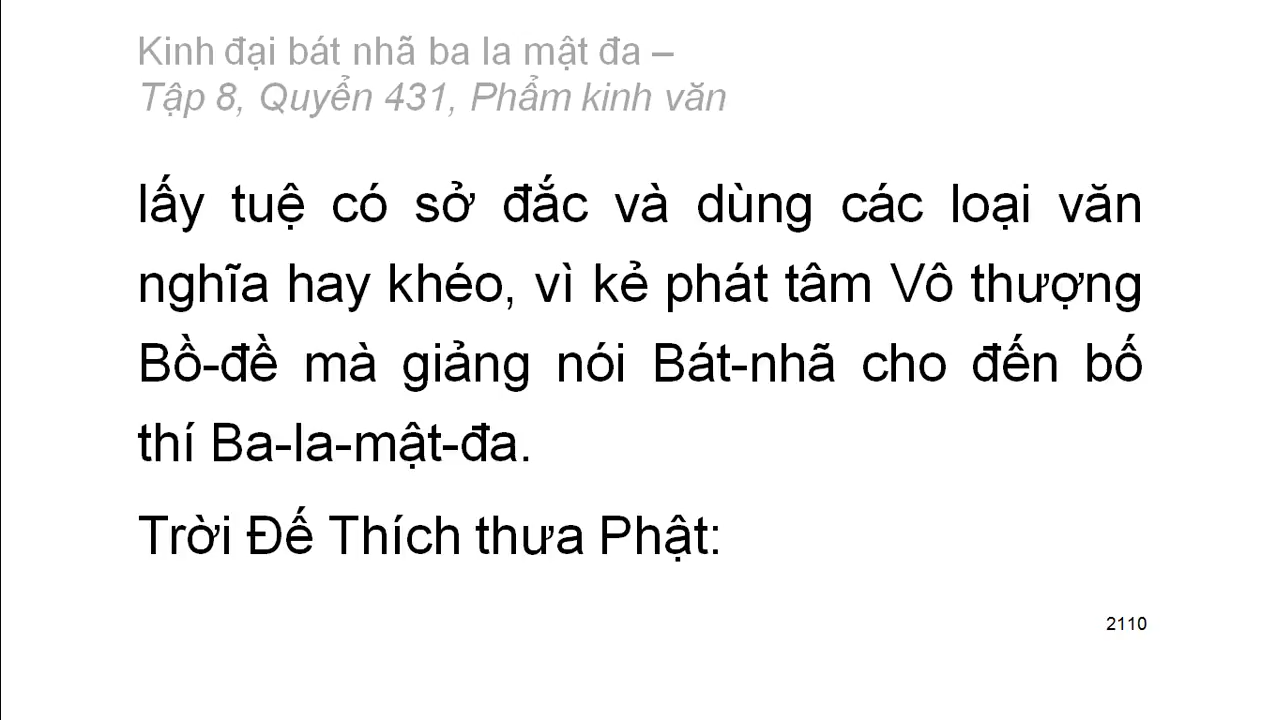 Kinh đại bát nhã ba la mật đa –
Tập 8, Quyển 431, Phẩm kinh văn
lấy tuệ có sở đắc và dùng các loại văn
nghĩa hay khéo, vì kẻ phát tâm Vô thượng
Bồ-đề mà giảng nói Bát-nhã cho đến bố
thí Ba-la-mật-đa.
Trời Đế Thích thưa Phật:
2110